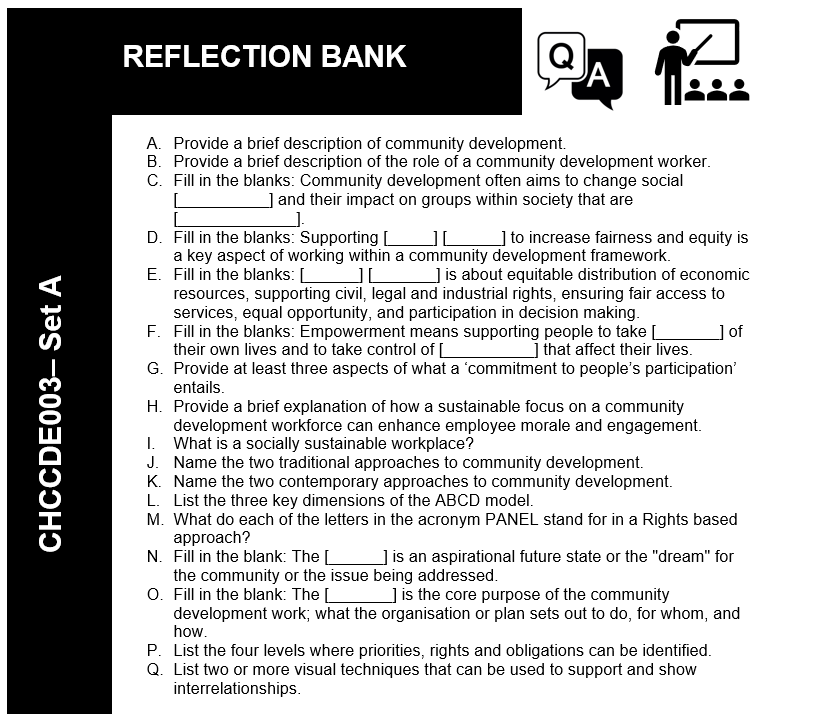 REFLECTION BANK
Q
A
CHCCDE003– Set A
A. Provide a brief description of community development.
B. Provide a brief description of the role of a community development worker.
C. Fill in the blanks: Community development often aims to change social
[___________] and their impact on groups within society that are
[______________].
D. Fill in the blanks: Supporting [_____] [_______] to increase fairness and equity is
a key aspect of working within a community development framework.
E. Fill in the blanks: [_______] [________] is about equitable distribution of economic
resources, supporting civil, legal and industrial rights, ensuring fair access to
services, equal opportunity, and participation in decision making.
F. Fill in the blanks: Empowerment means supporting people to take [________] of
their own lives and to take control of [___________] that affect their lives.
G. Provide at least three aspects of what a ‘commitment to people’s participation’
entails.
H. Provide a brief explanation of how a sustainable focus on a community
development workforce can enhance employee morale and engagement.
I. What is a socially sustainable workplace?
J. Name the two traditional approaches to community development.
K. Name the two contemporary approaches to community development.
L. List the three key dimensions of the ABCD model.
M. What do each of the letters in the acronym PANEL stand for in a Rights based
approach?
N. Fill in the blank: The [_______] is an aspirational future state or the "dream" for
the community or the issue being addressed.
O. Fill in the blank: The [________] is the core purpose of the community
development work; what the organisation or plan sets out to do, for whom, and
how.
P. List the four levels where priorities, rights and obligations can be identified.
Q. List two or more visual techniques that can be used to support and show
interrelationships.